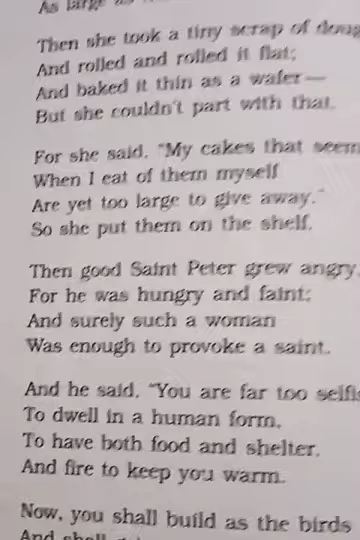 As large as
Then she took a tiny scrap of
And rolled and rolled it flat;
And baked it thin as a wafer—
But she couldn't part with that.
For she said, "My cakes that
When I eat of them myself
Are yet too large to give away."
So she put them on the shelf.
Then good Saint Peter grew angry,
For he was hungry and faint;
And surely such a woman
Was enough to provoke a saint.
And he said, "You are far too
To dwell in a human form,
To have both food and shelter,
And fire to keep you warm.
Now, you shall build as the birds
And shall